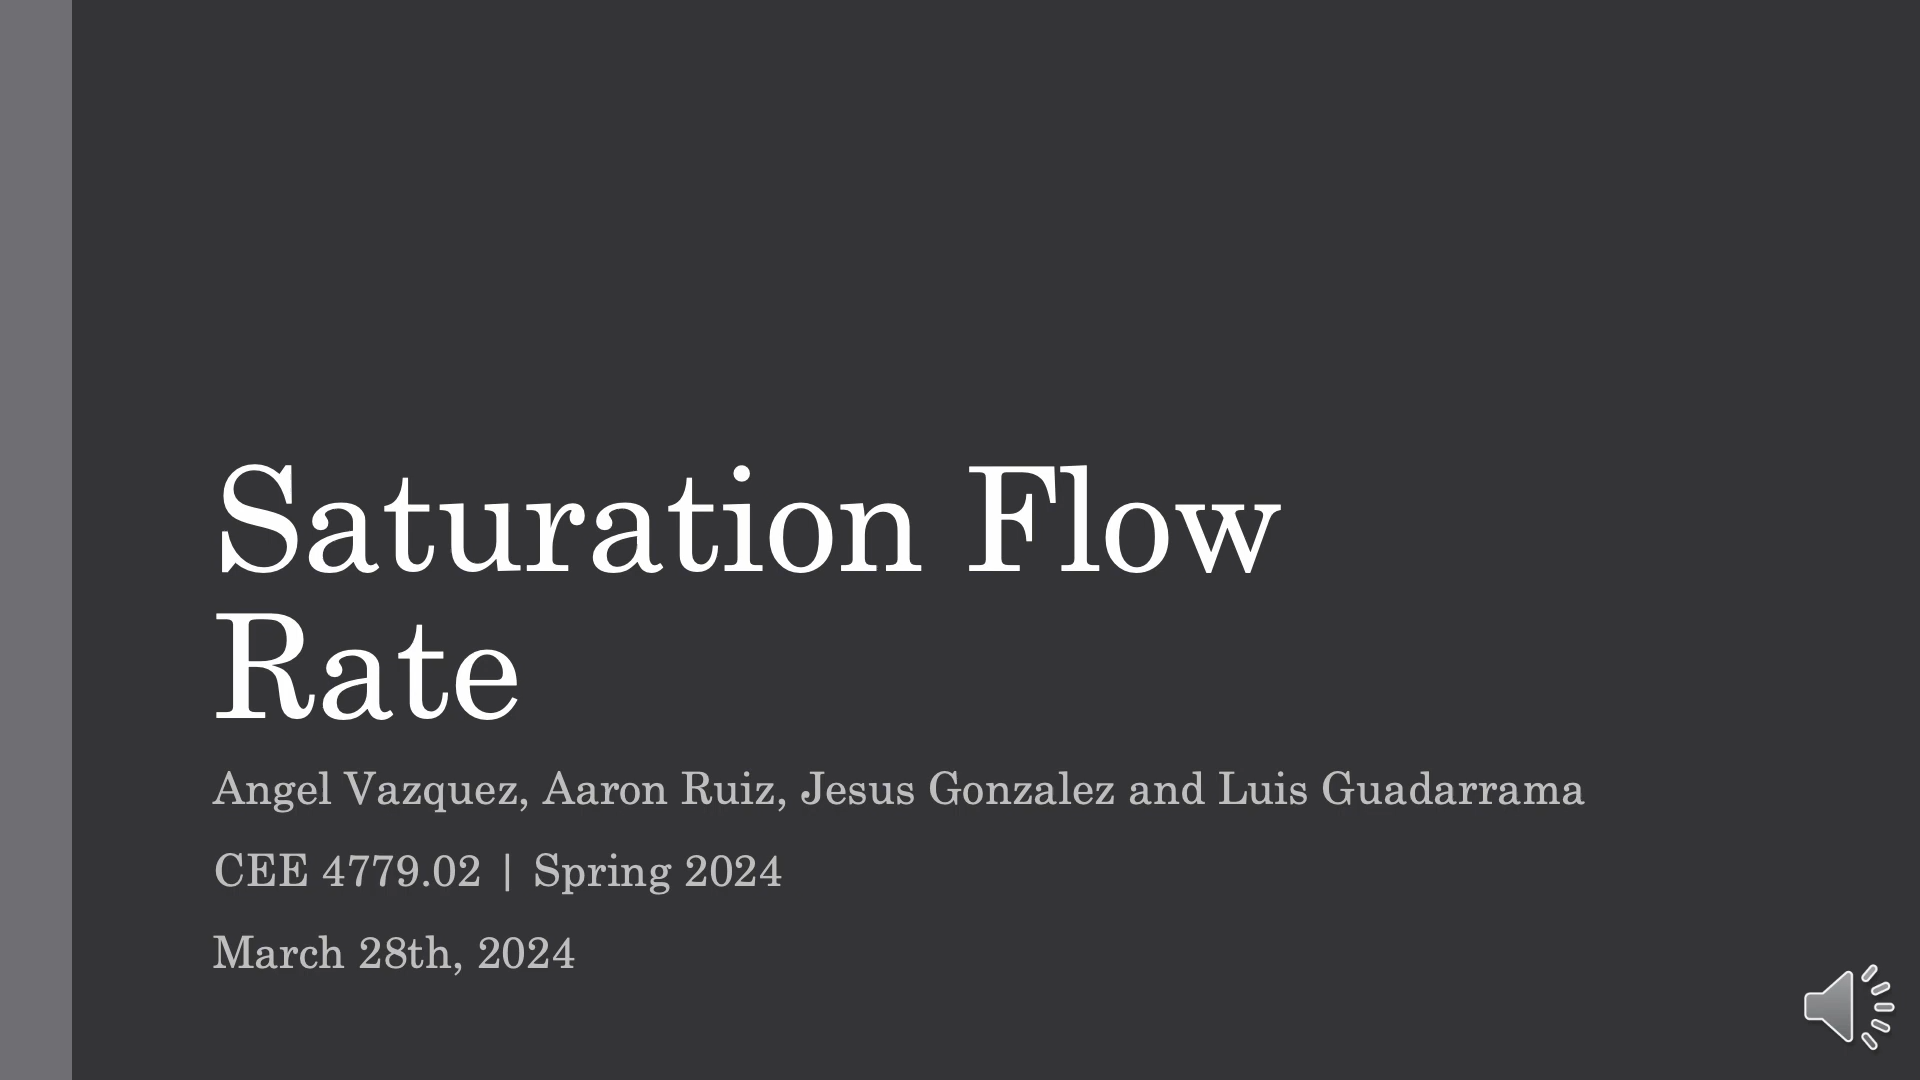 Saturation Flow
Rate
Angel Vazquez, Aaron Ruiz, Jesus Gonzalez and Luis Guadarrama
CEE 4779.02 | Spring 2024
March 28th, 2024